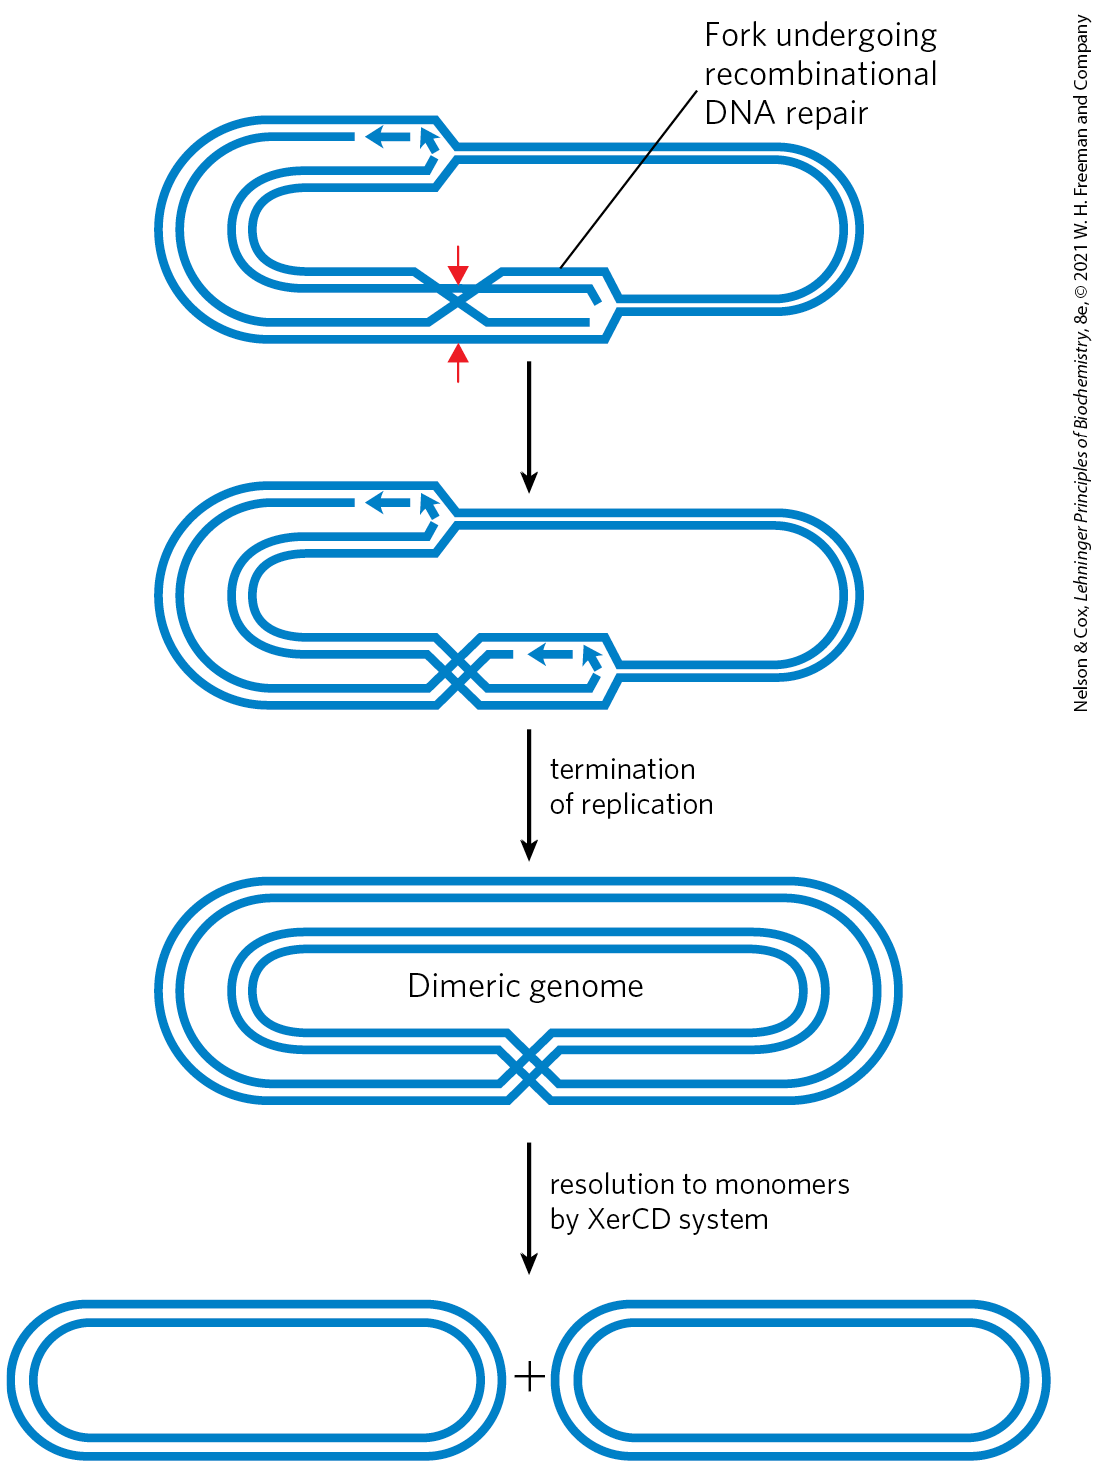 Fork undergoing
recombinational
DNA repair
termination
of replication
Dimeric genome
resolution to monomers
by XerCD system
+
Nelson & Cox, Lehninger Principles of Biochemistry, 8e, © 2021 W. H. Freeman and Company